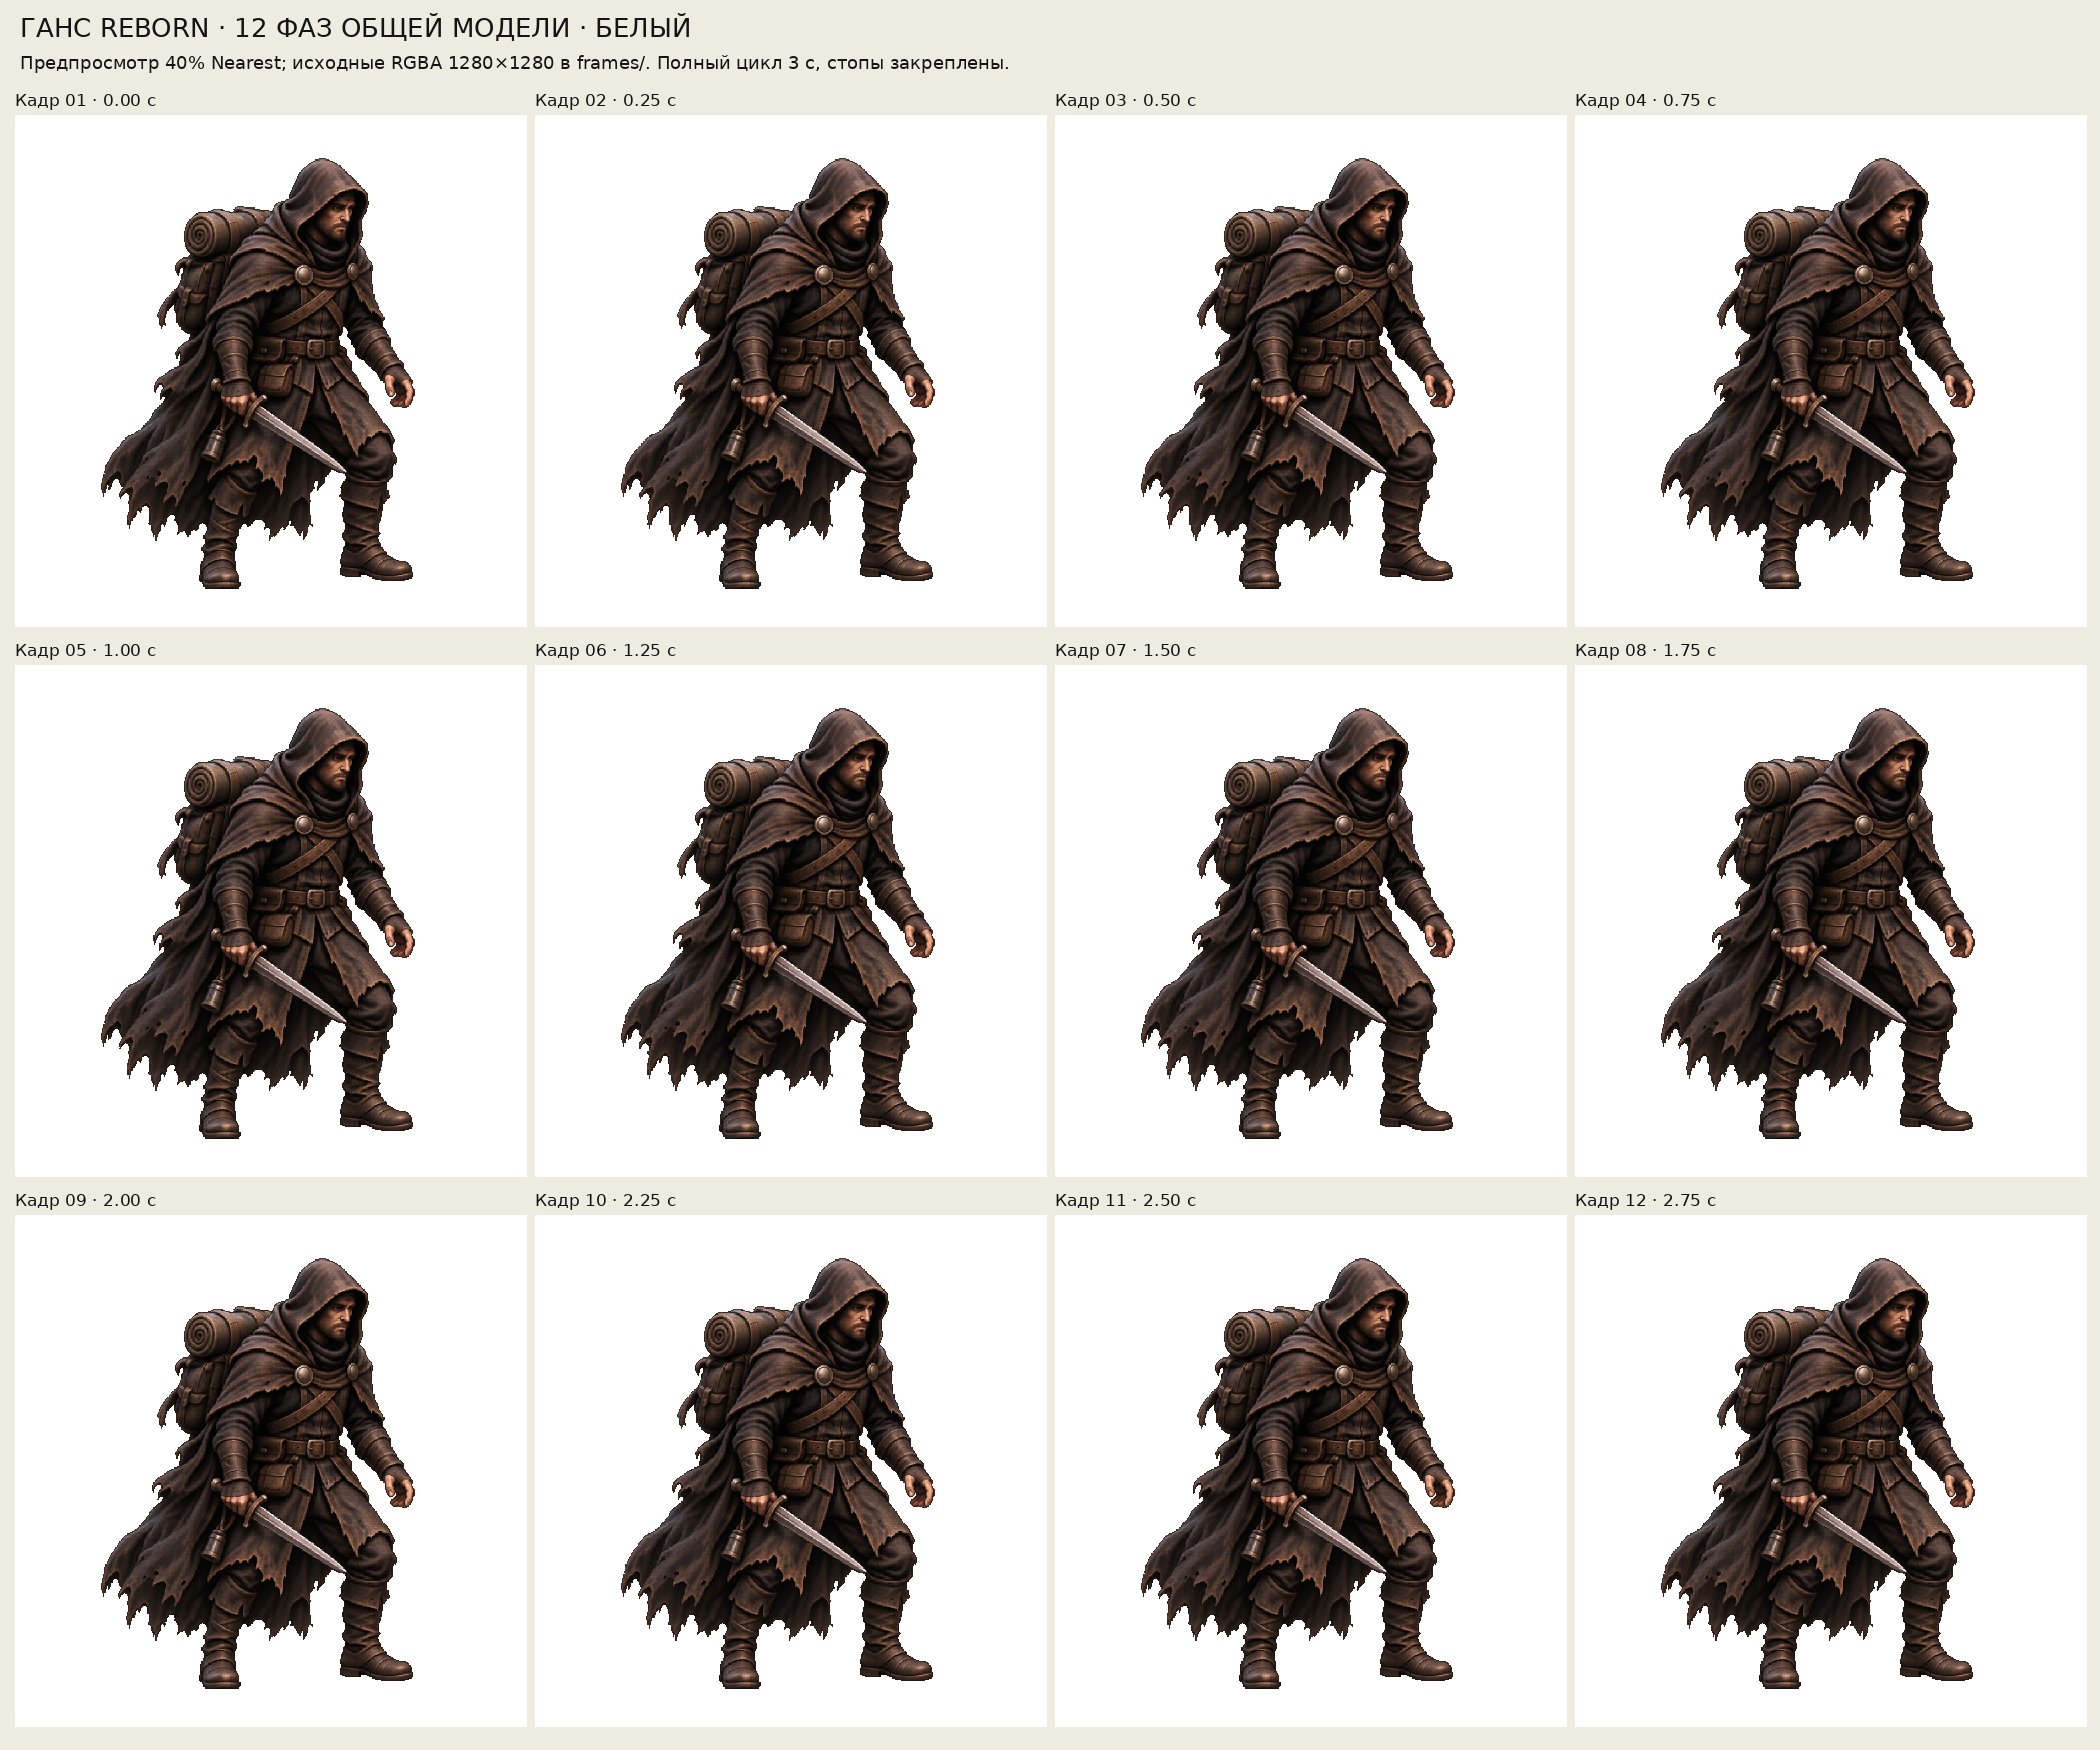 ГАНС REBORN · 12 ФАЗ ОБЩЕЙ МОДЕЛИ · БЕЛЫЙ
Предпросмотр 40% Nearest; исходные RGBA 1280×1280 в frames/. Полный цикл 3 с, стопы закреплены.
Кадр 01 · 0.00 с
Кадр 02 · 0.25 с
Кадр 03 · 0.50 с
Кадр 04 · 0.75 с
Кадр 05 · 1.00 с
Кадр 06 · 1.25 с
Кадр 07 · 1.50 с
Кадр 08 · 1.75 с
Кадр 09 · 2.00 с
Кадр 10 · 2.25 с
Кадр 11 · 2.50 с
Кадр 12 · 2.75 с